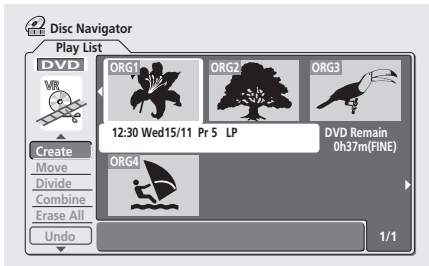 Disc Navigator
Play List
DVD
VR
ORG1
ORG2
ORG3
12:30 Wed15/11 Pr 5 LP
DVD Remain
0h37m(FINE)
ORG4
Create
Move
Divide
Combine
Erase All
Undo
1/1